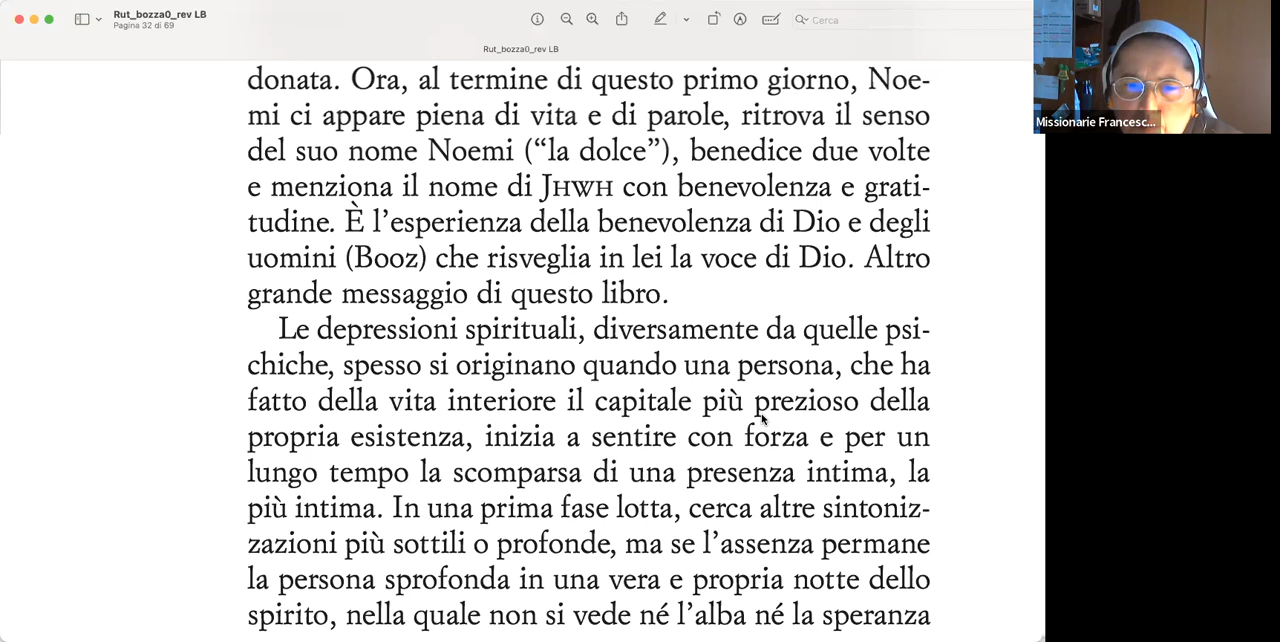 Rut_bozza0_rev LB
Pagina 32 di 69
Cerca
Rut_bozza0_rev LB
Missionarie Francesc...
donata. Ora, al termine di questo primo giorno, Noe-
mi ci appare piena di vita e di parole, ritrova il senso
del suo nome Noemi (“la dolce”), benedice due volte
e menziona il nome di JHWH con benevolenza e grati-
tudine. È l’esperienza della benevolenza di Dio e degli
uomini (Booz) che risveglia in lei la voce di Dio. Altro
grande messaggio di questo libro.
Le depressioni spirituali, diversamente da quelle psi-
chiche, spesso si originano quando una persona, che ha
fatto della vita interiore il capitale più prezioso della
propria esistenza, inizia a sentire con forza e per un
lungo tempo la scomparsa di una presenza intima, la
più intima. In una prima fase lotta, cerca altre sintoniz-
zazioni più sottili o profonde, ma se l’assenza permane
la persona sprofonda in una vera e propria notte dello
spirito, nella quale non si vede né l’alba né la speranza